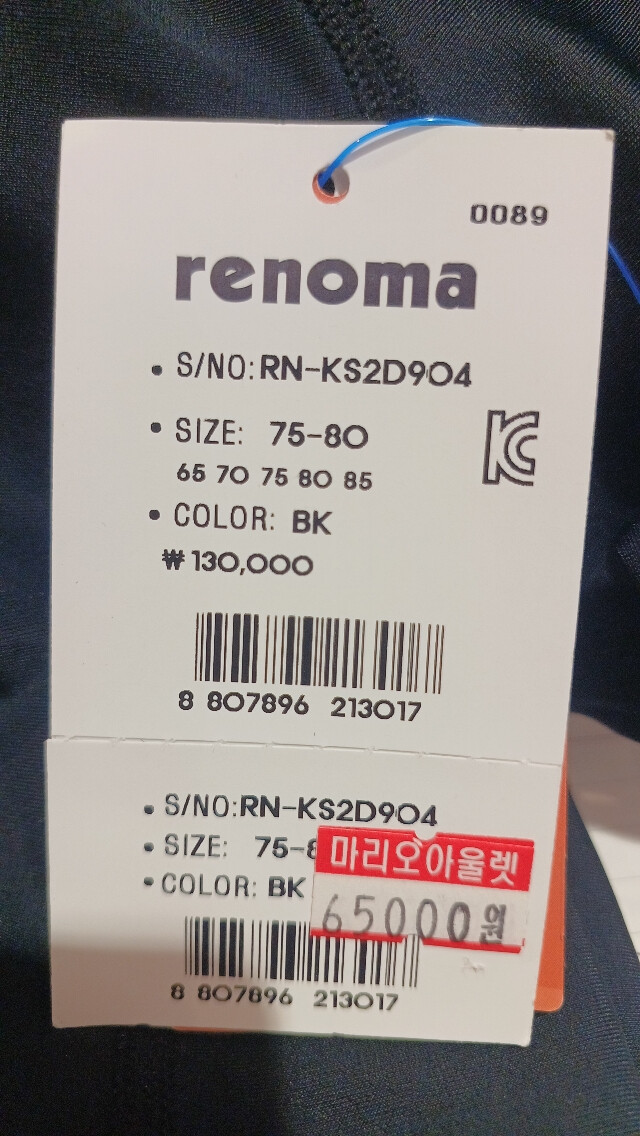 0089
renoma
• S/NO: RN-KS2D904
• SIZE: 75-80
65 70 75 80 85
• COLOR: BK
₩130,000
KC
8 807896 213017
• S/NO: RN-KS2D904
• SIZE:
마리오아울렛
• COLOR: BK
65000원
8 807896 213017